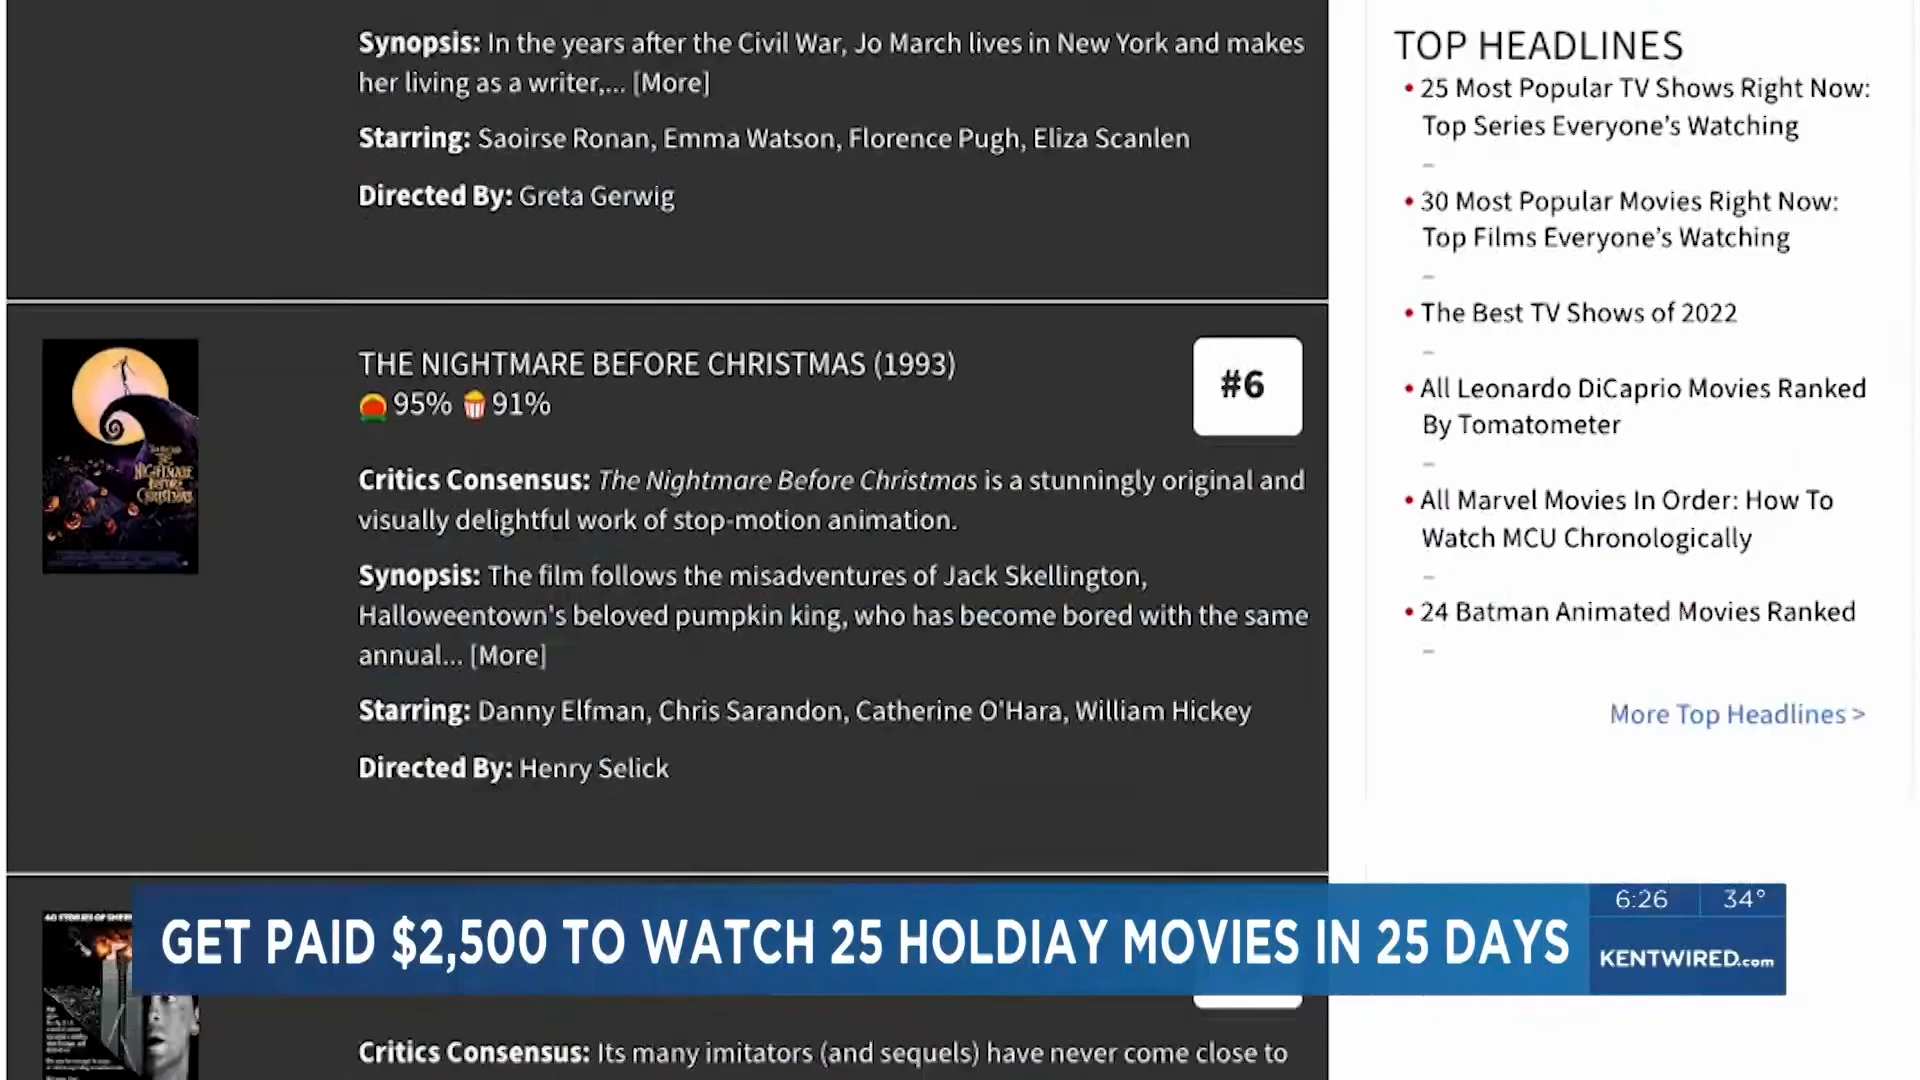 Synopsis: In the years after the Civil War, Jo March lives in New York and makes
her living as a writer,... [More]
Starring: Saoirse Ronan, Emma Watson, Florence Pugh, Eliza Scanlen
Directed By: Greta Gerwig
THE NIGHTMARE BEFORE CHRISTMAS (1993)
95% 91%
#6
THE
NIGHTMARE
BEFORE
CHRISTMAS
Critics Consensus: The Nightmare Before Christmas is a stunningly original and
visually delightful work of stop-motion animation.
Synopsis: The film follows the misadventures of Jack Skellington,
Halloweentown's beloved pumpkin king, who has become bored with the same
annual... [More]
Starring: Danny Elfman, Chris Sarandon, Catherine O'Hara, William Hickey
Directed By: Henry Selick
40 STORIES OF
Critics Consensus: Its many imitators (and sequels) have never come close to
TOP HEADLINES
• 25 Most Popular TV Shows Right Now:
Top Series Everyone's Watching
–
• 30 Most Popular Movies Right Now:
Top Films Everyone's Watching
–
• The Best TV Shows of 2022
–
• All Leonardo DiCaprio Movies Ranked
By Tomatometer
–
• All Marvel Movies In Order: How To
Watch MCU Chronologically
–
• 24 Batman Animated Movies Ranked
–
More Top Headlines >
GET PAID $2,500 TO WATCH 25 HOLDIAY MOVIES IN 25 DAYS
6:26 34°
KENTWIRED.com